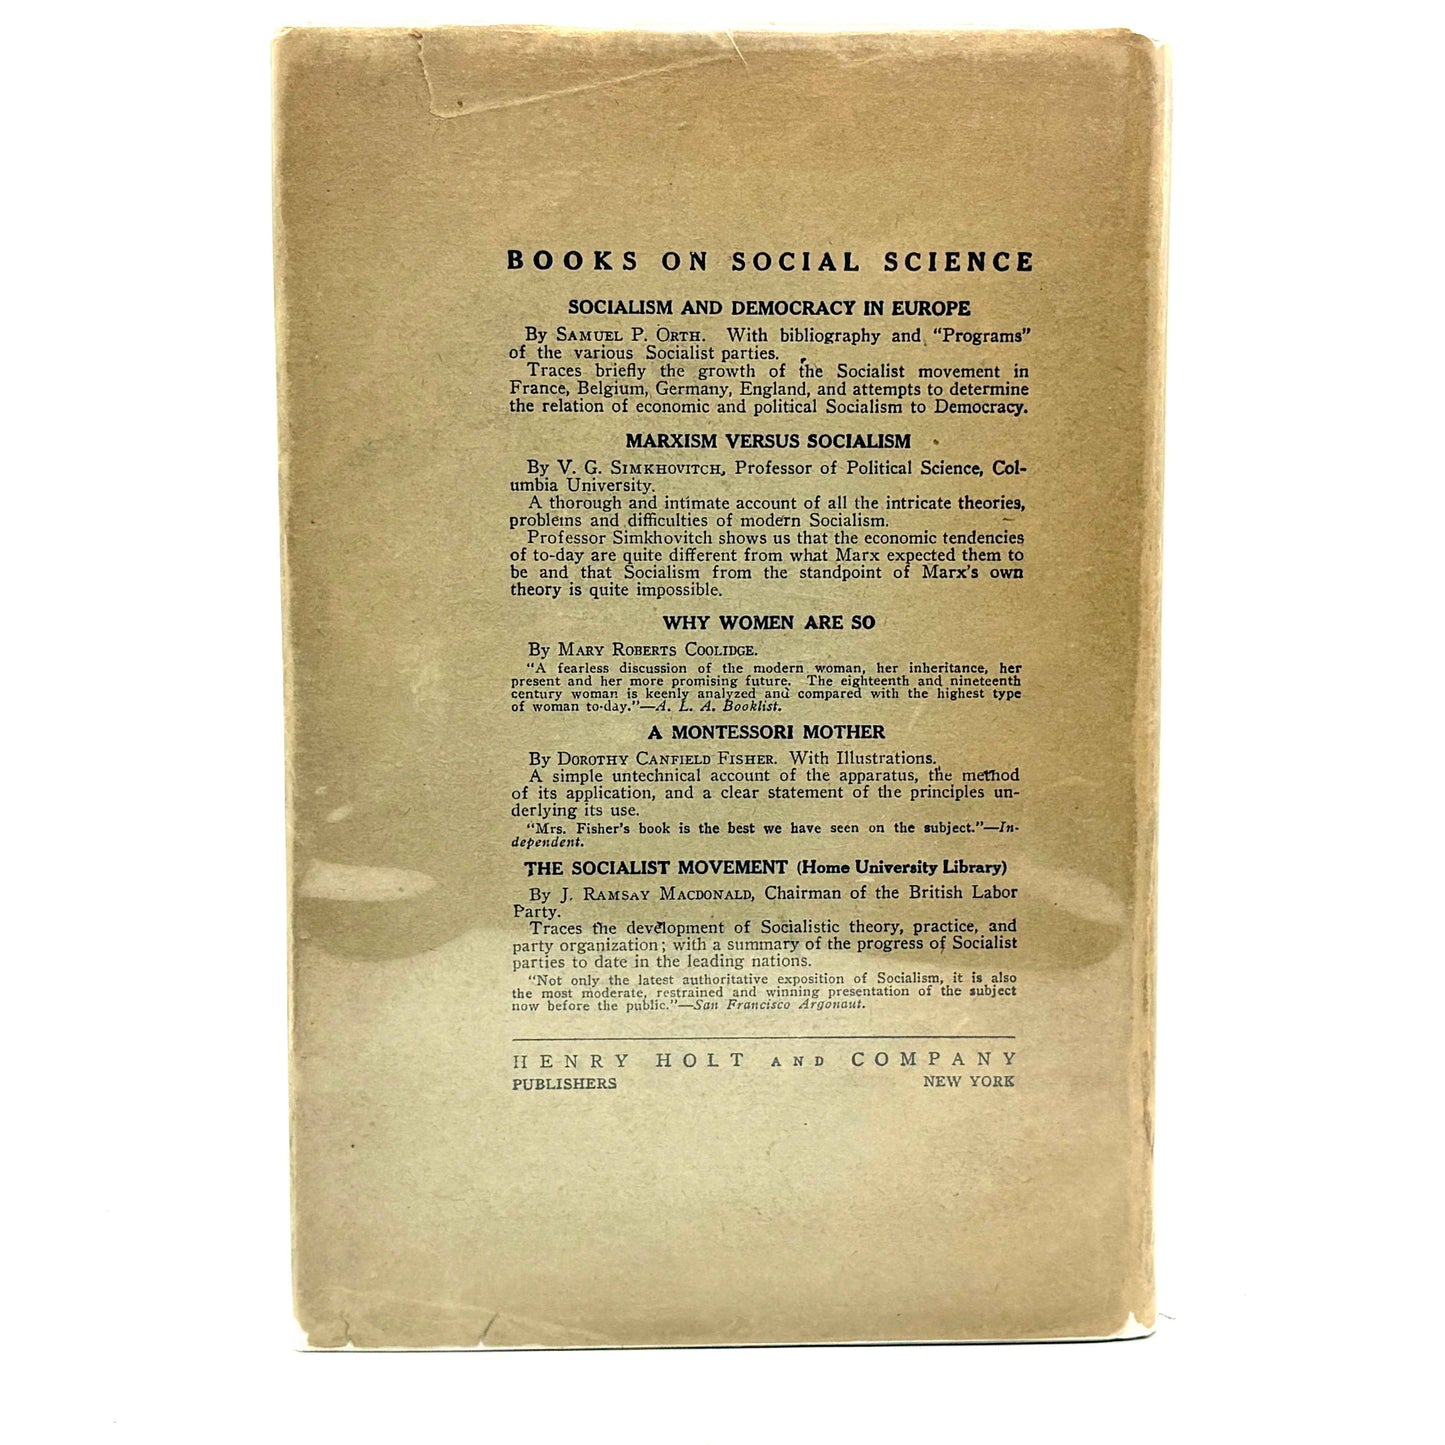 BOOKS ON SOCIAL SCIENCE
SOCIALISM AND DEMOCRACY IN EUROPE
By SAMUEL P. ORTH. With bibliography and "Programs"
of the various Socialist parties.
Traces briefly the growth of the Socialist movement in
France, Belgium, Germany, England, and attempts to determine
the relation of economic and political Socialism to Democracy.
MARXISM VERSUS SOCIALISM
By V. G. SIMKHOVITCH, Professor of Political Science, Col-
umbia University.
A thorough and intimate account of all the intricate theories,
problems and difficulties of modern Socialism.
Professor Simkhovitch shows us that the economic tendencies
of to-day are quite different from what Marx expected them to
be and that Socialism from the standpoint of Marx's own
theory is quite impossible.
WHY WOMEN ARE SO
By MARY ROBERTS COOLIDGE.
"A fearless discussion of the modern woman, her inheritance, her
present and her more promising future. The eighteenth and nineteenth
century woman is keenly analyzed and compared with the highest type
of woman to-day."—A. L. A. Booklist.
A MONTESSORI MOTHER
By DOROTHY CANFIELD FISHER. With Illustrations.
A simple untechnical account of the apparatus, the method
of its application, and a clear statement of the principles un-
derlying its use.
"Mrs. Fisher's book is the best we have seen on the subject."—In-
dependent.
THE SOCIALIST MOVEMENT (Home University Library)
By J. RAMSAY MACDONALD, Chairman of the British Labor
Party.
Traces the development of Socialistic theory, practice, and
party organization; with a summary of the progress of Socialist
parties to date in the leading nations.
"Not only the latest authoritative exposition of Socialism, it is also
the most moderate, restrained and winning presentation of the subject
now before the public."—San Francisco Argonaut.
HENRY HOLT AND COMPANY
PUBLISHERS NEW YORK